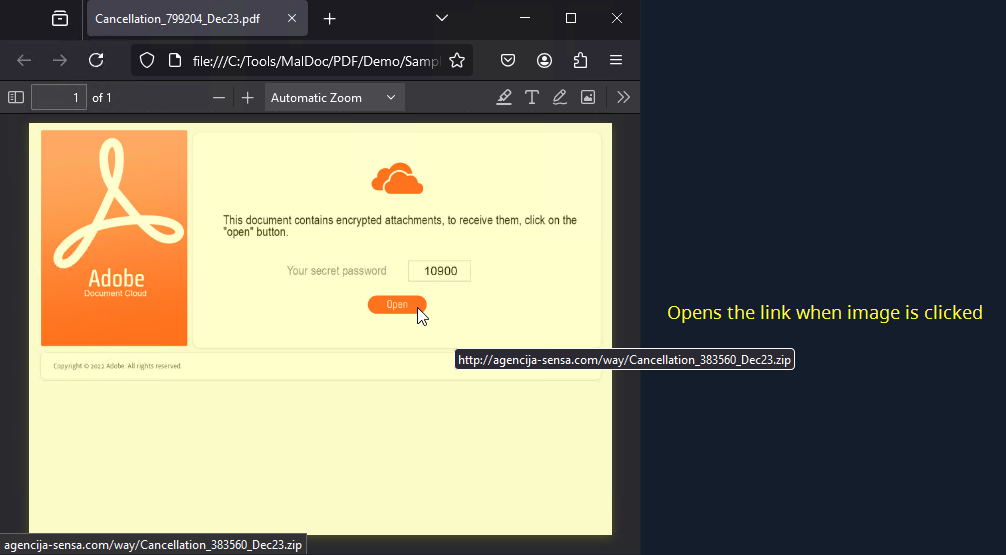 Cancellation_799204_Dec23.pdf
file:///C:/Tools/MalDoc/PDF/Demo/Sampl
1 of 1
Automatic Zoom
This document contains encrypted attachments, to receive them, click on the
"open" button.
Your secret password 10900
Open
Adobe
Document Cloud
Opens the link when image is clicked
http://agencija-sensa.com/way/Cancellation_383560_Dec23.zip
Copyright © 2022 Adobe. All rights reserved.
agencija-sensa.com/way/Cancellation_383560_Dec23.zip